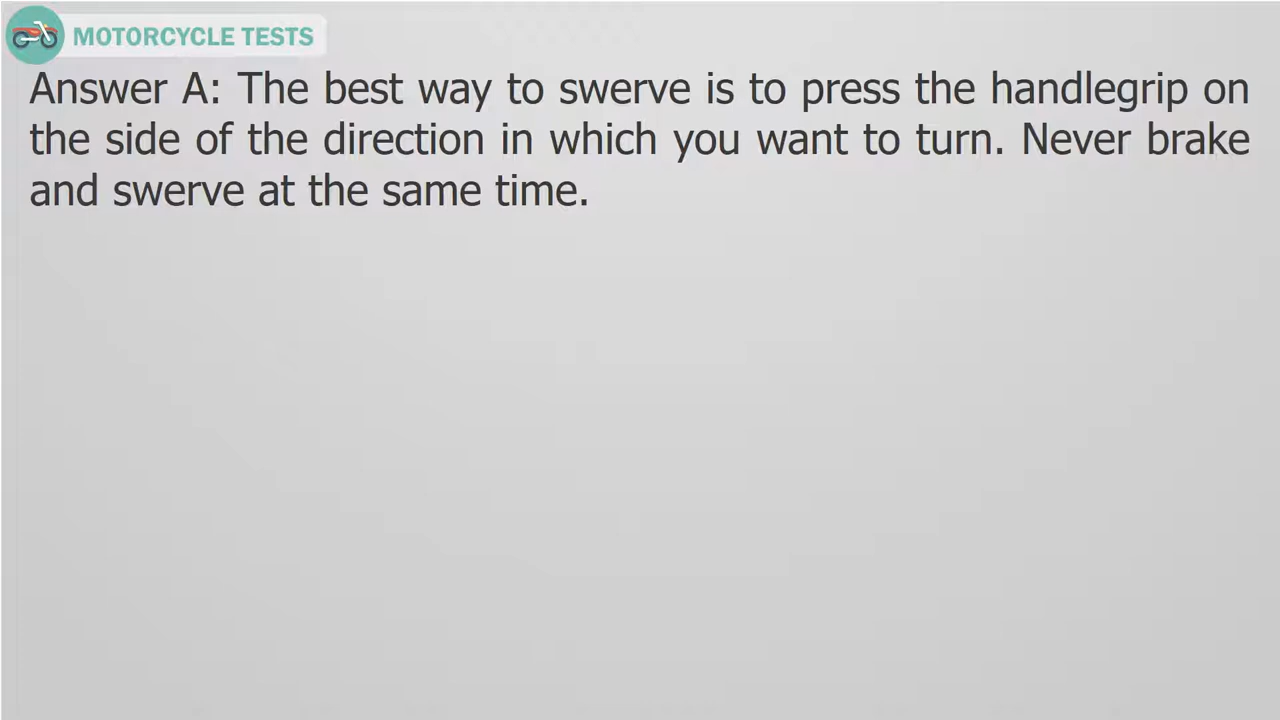 MOTORCYCLE TESTS
Answer A: The best way to swerve is to press the handlegrip on
the side of the direction in which you want to turn. Never brake
and swerve at the same time.